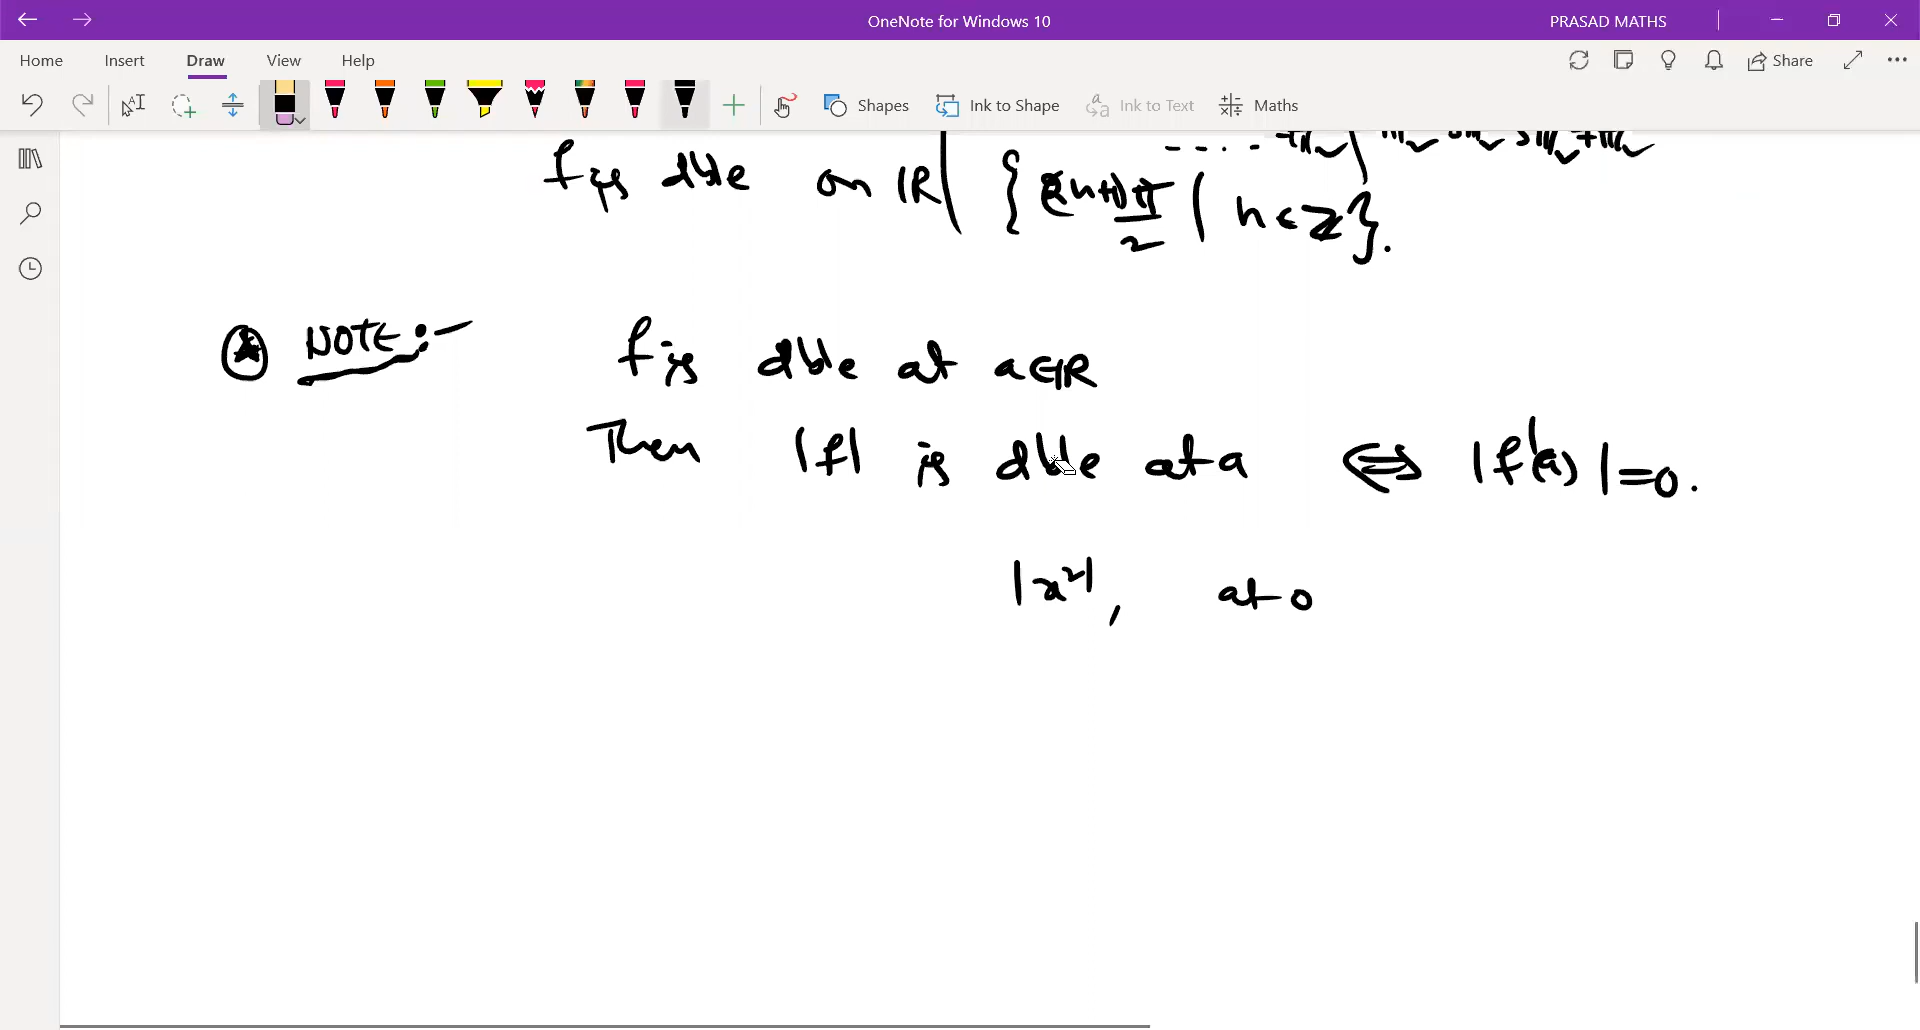 OneNote for Windows 10
PRASAD MATHS
Home Insert Draw View Help
Share
Shapes Ink to Shape Ink to Text Maths
f is dble on IR \ { (2n+1) π/2 | n ∈ Z }.
NOTE :- f is dble at a ∈ IR
Then |f| is dble at a ⇔ |f'(a)| = 0.
|x²|, at 0